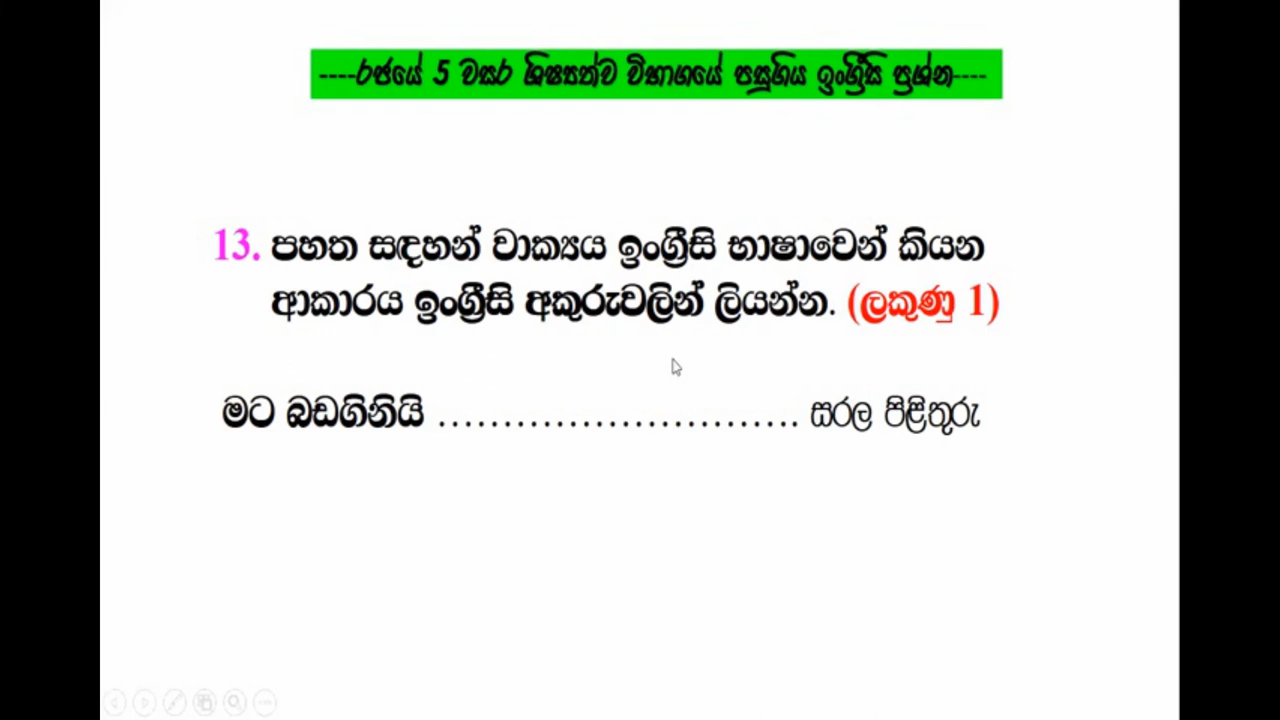 ----රජයේ 5 වසර ශිෂ්‍යත්ව විභාගයේ පසුගිය ඉංග්‍රීසි ප්‍රශ්න----
13. පහත සඳහන් වාක්‍යය ඉංග්‍රීසි භාෂාවෙන් කියන
ආකාරය ඉංග්‍රීසි අකුරුවලින් ලියන්න. (ලකුණු 1)
මට බඩගිනියි ............................ සරල පිළිතුරු